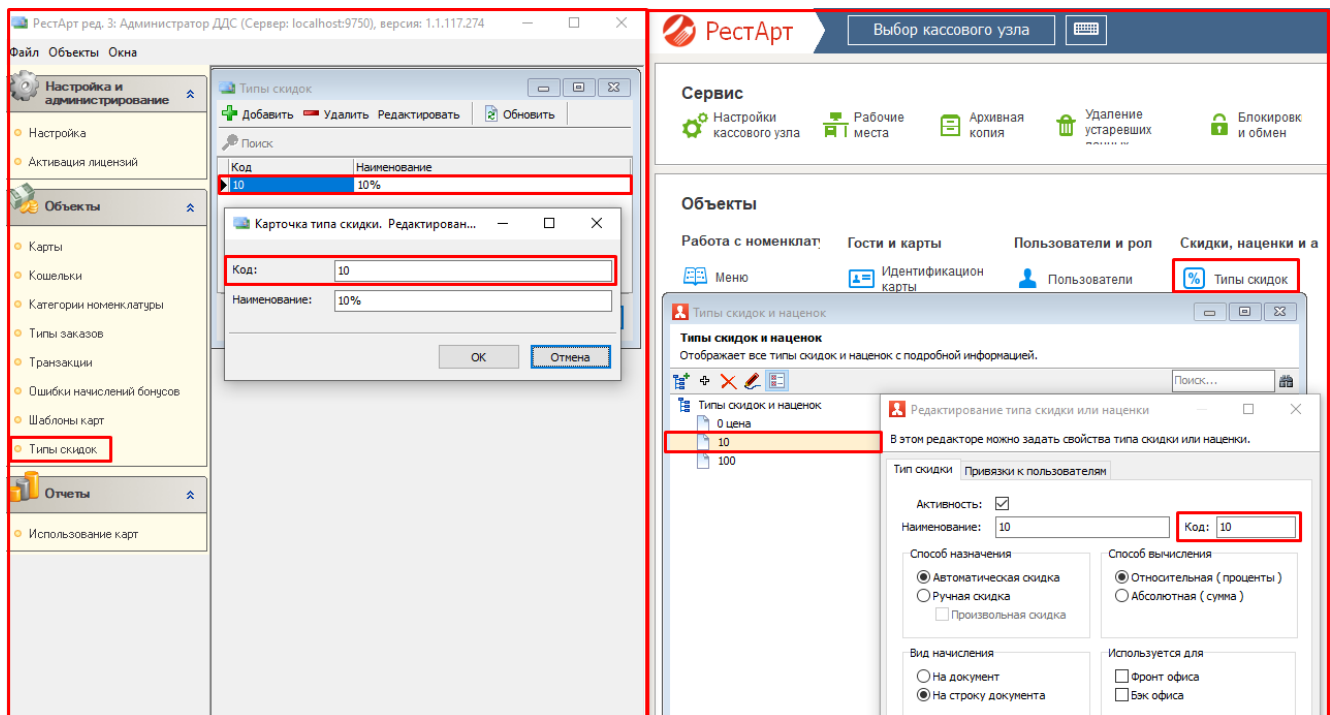 РестАрт ред. 3: Администратор ДДС (Сервер: localhost:9750), версия: 1.1.117.274
Файл Объекты Окна
Настройка и
администрирование
Настройка
Активация лицензий
Объекты
Карты
Кошельки
Категории номенклатуры
Типы заказов
Транзакции
Ошибки начислений бонусов
Шаблоны карт
Типы скидок
Отчеты
Использование карт
Типы скидок
Добавить Удалить Редактировать Обновить
Поиск
Код Наименование
10 10%
Карточка типа скидки. Редактирован...
Код: 10
Наименование: 10%
ОК Отмена
РестАрт Выбор кассового узла
Сервис
Настройки
кассового узла
Рабочие
места
Архивная
копия
Удаление
устаревших
Блокировк
и обмен
Объекты
Работа с номенклат Гости и карты Пользователи и рол Скидки, наценки и а
Меню
Идентификацион
карты
Пользователи
Типы скидок
Типы скидок и наценок
Типы скидок и наценок
Отображает все типы скидок и наценок с подробной информацией.
Поиск...
Типы скидок и наценок
0 цена
10
100
Редактирование типа скидки или наценки
В этом редакторе можно задать свойства типа скидки или наценки.
Тип скидки Привязки к пользователям
Активность:
Наименование: 10 Код: 10
Способ назначения
Автоматическая скидка
Ручная скидка
Произвольная скидка
Способ вычисления
Относительная ( проценты )
Абсолютная ( сумма )
Вид начисления
На документ
На строку документа
Используется для
Фронт офиса
Бэк офиса